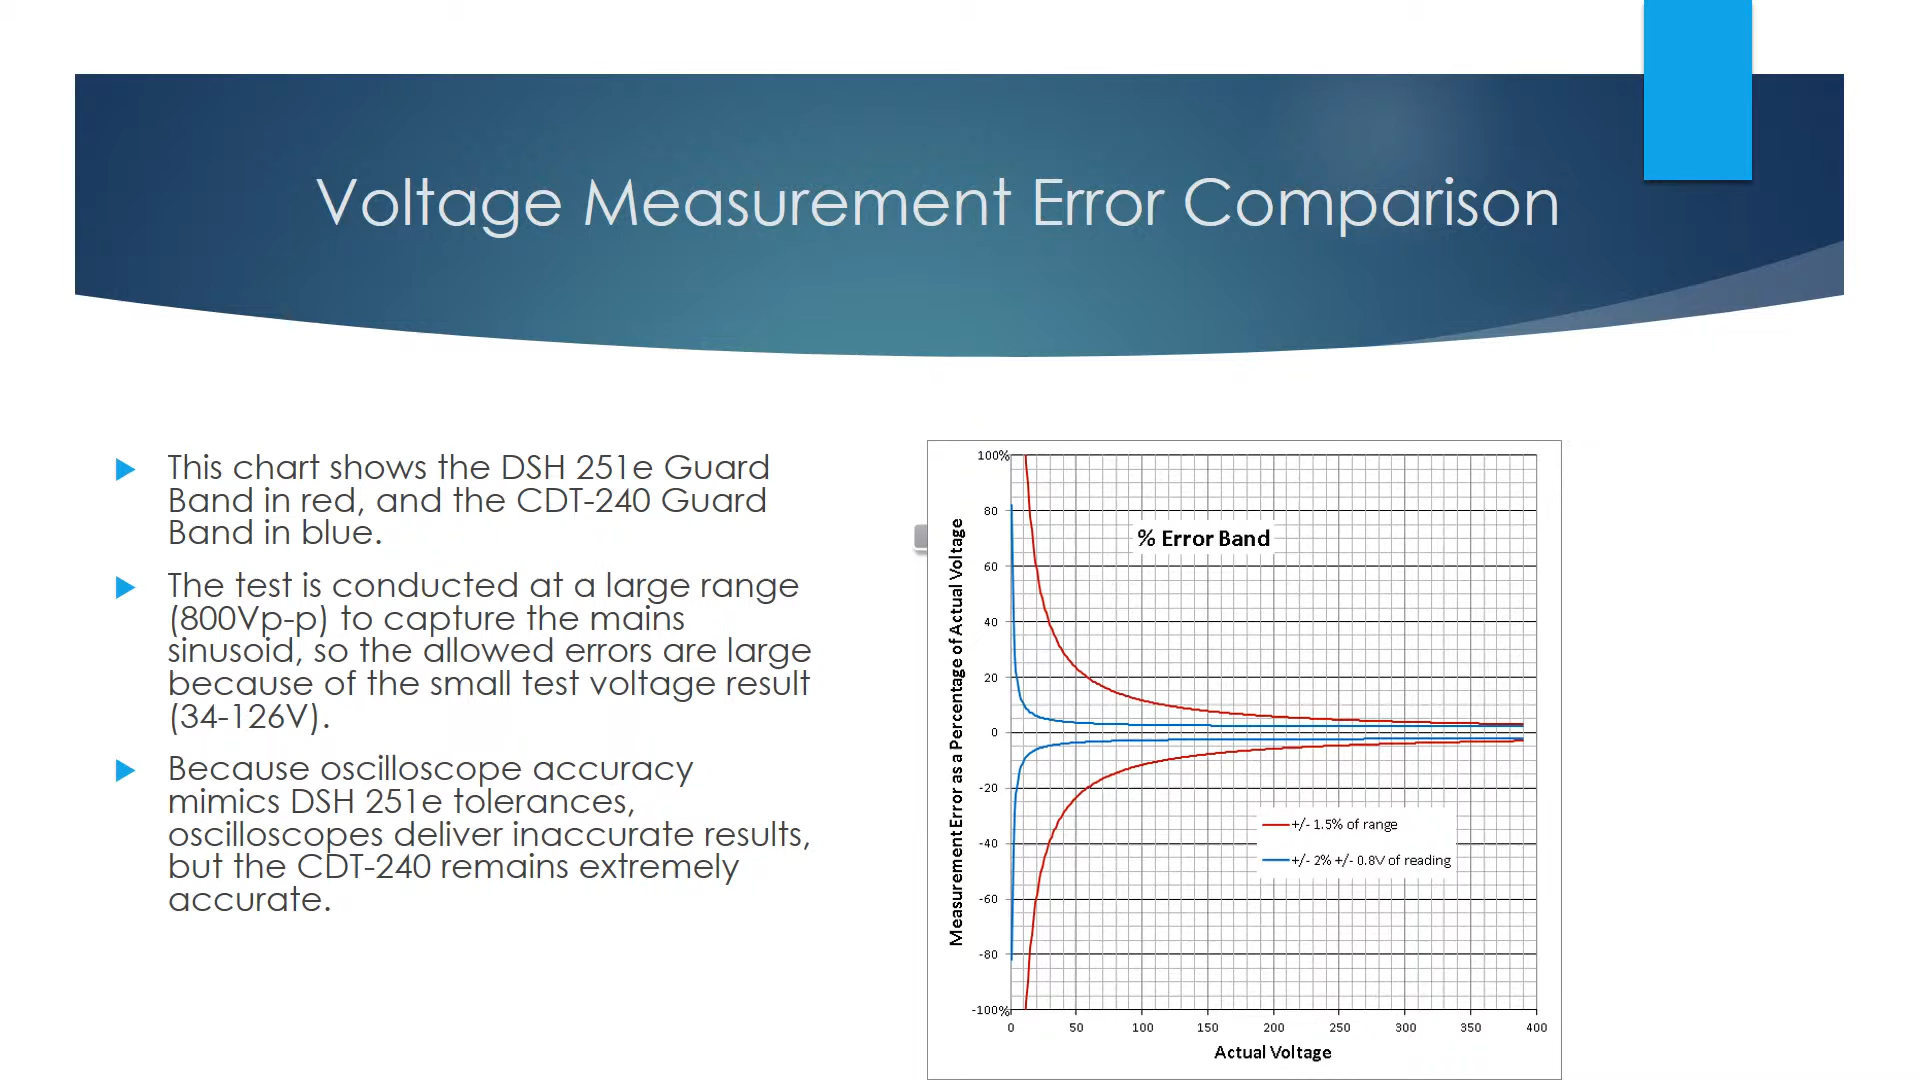 Voltage Measurement Error Comparison
This chart shows the DSH 251e Guard
Band in red, and the CDT-240 Guard
Band in blue.
The test is conducted at a large range
(800Vp-p) to capture the mains
sinusoid, so the allowed errors are large
because of the small test voltage result
(34-126V).
Because oscilloscope accuracy
mimics DSH 251e tolerances,
oscilloscopes deliver inaccurate results,
but the CDT-240 remains extremely
accurate.
Measurement Error as a Percentage of Actual Voltage
100%
80
60
40
20
0
-20
-40
-60
-80
-100%
% Error Band
+/- 1.5% of range
+/- 2% +/- 0.8V of reading
0 50 100 150 200 250 300 350 400
Actual Voltage